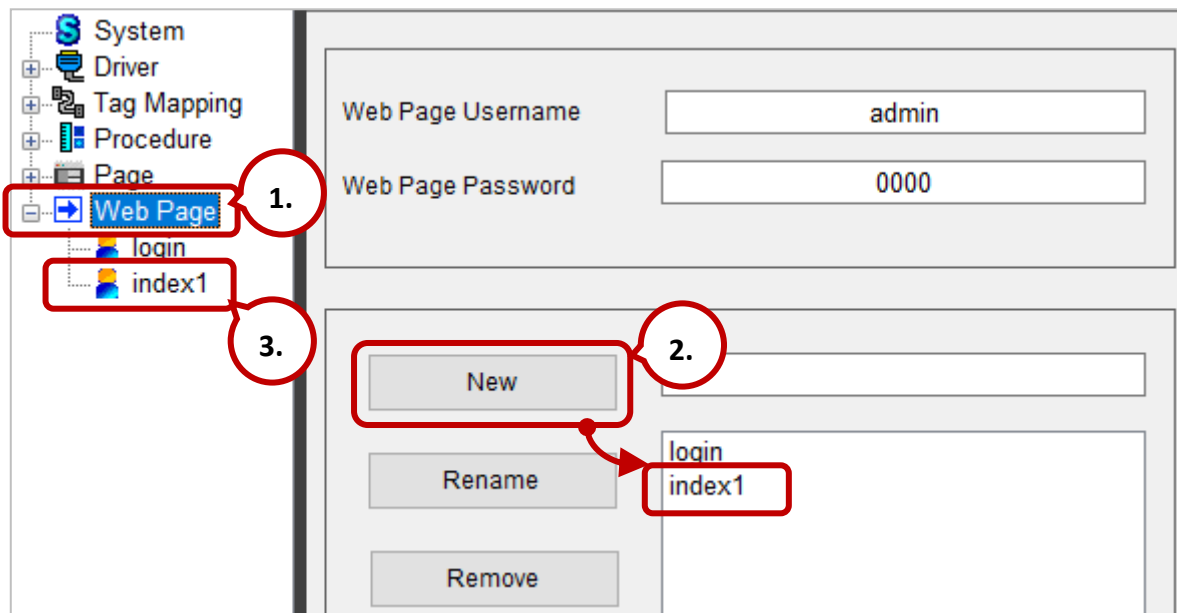 System
Driver
Tag Mapping
Procedure
Page
Web Page
login
index1
1.
3.
Web Page Username
admin
Web Page Password
0000
New
2.
Rename
Remove
login
index1